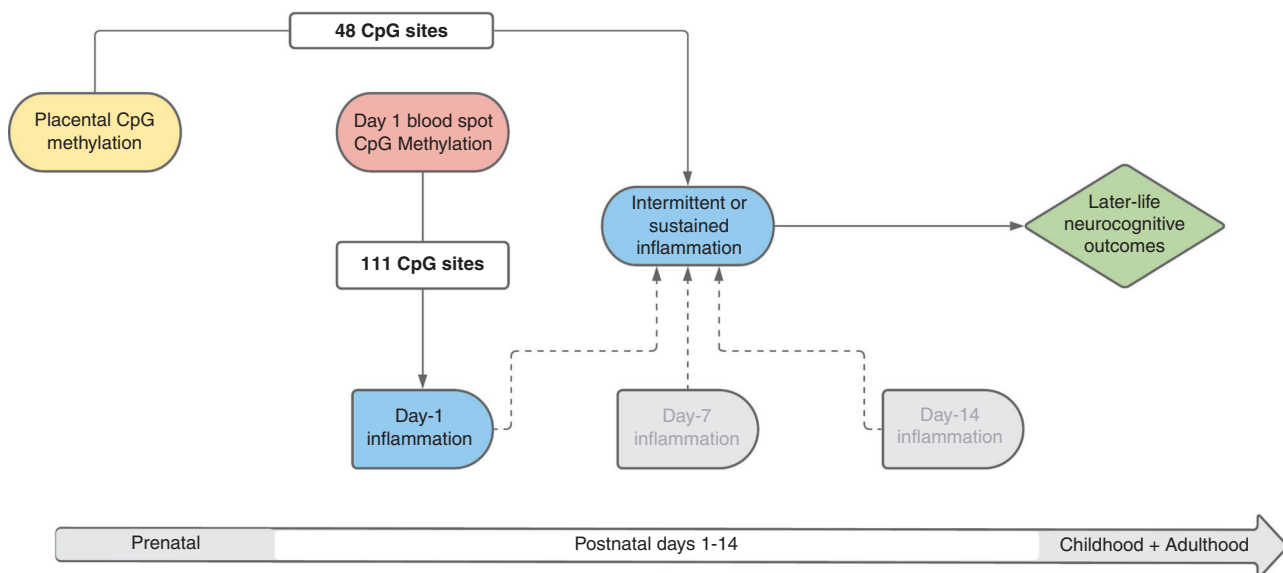 48 CpG sites
Placental CpG
methylation
Day 1 blood spot
CpG Methylation
Intermittent or
sustained
inflammation
Later-life
neurocognitive
outcomes
111 CpG sites
Day-1
inflammation
Day-7
inflammation
Day-14
inflammation
Prenatal
Postnatal days 1-14
Childhood + Adulthood